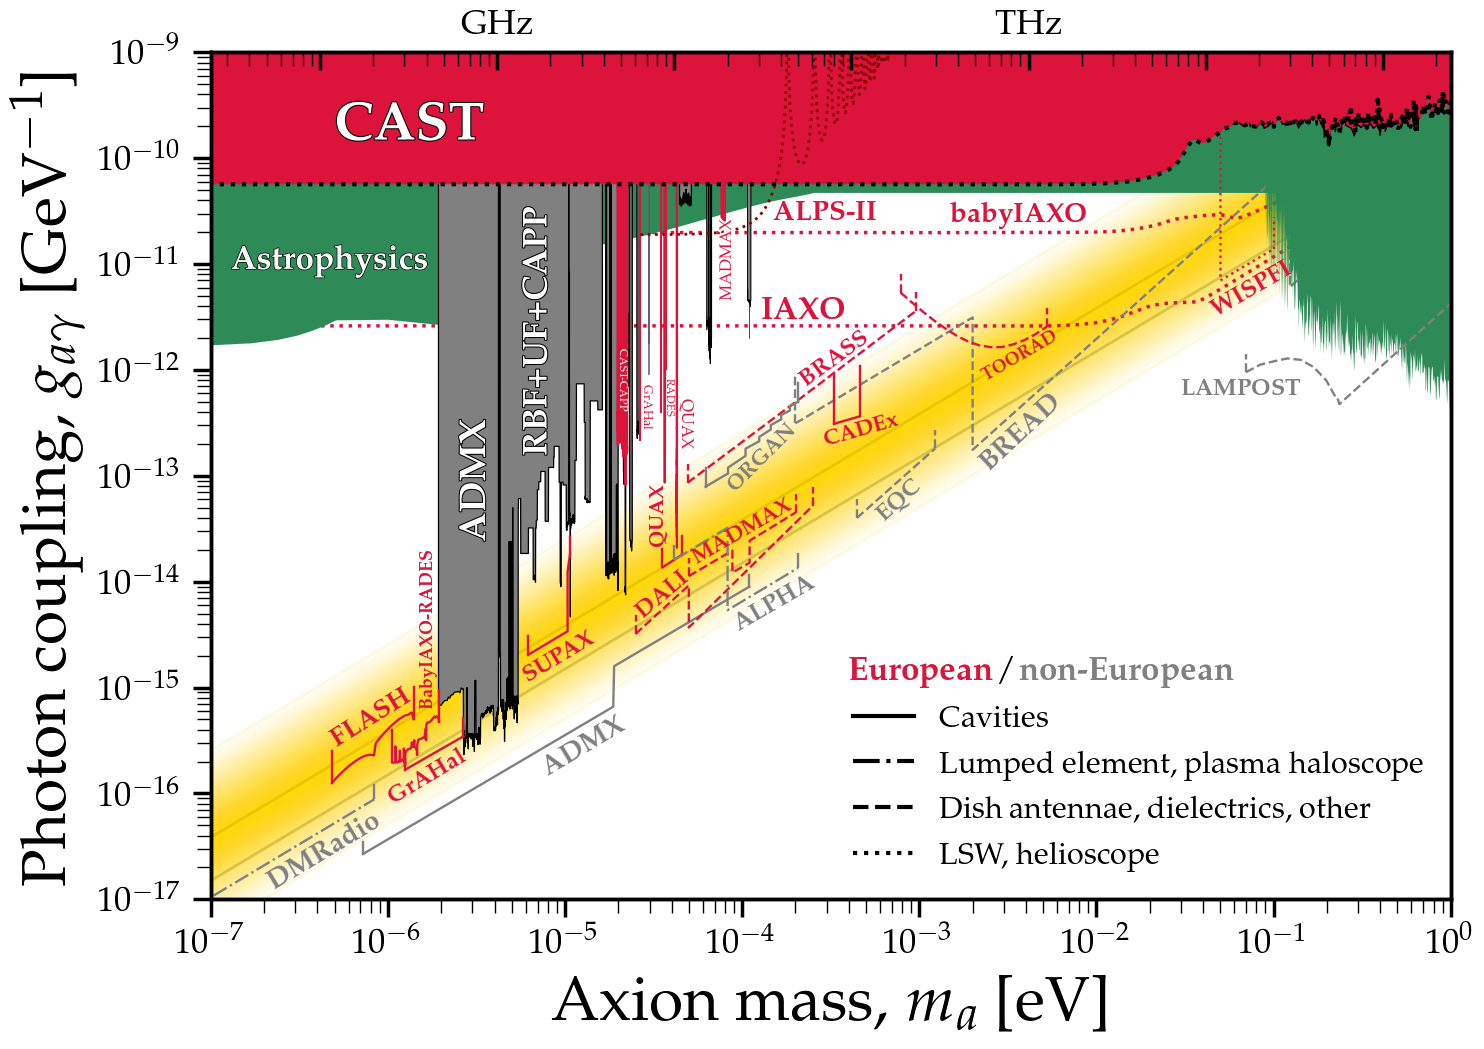 GHz
THz
10⁻⁹
10⁻¹⁰
10⁻¹¹
10⁻¹²
10⁻¹³
10⁻¹⁴
10⁻¹⁵
10⁻¹⁶
10⁻¹⁷
Photon coupling, gₐᵧ [GeV⁻¹]
CAST
Astrophysics
ALPS-II
babyIAXO
IAXO
WISPFI
MADMAX
RBF+UF+CAPP
ADMX
CAST-CAPP
GrAHal
RADES
QUAX
BRASS
TOORAD
LAMPOST
CADEx
ORGAN
BREAD
EQC
QUAX
MADMAX
DALI
ALPHA
BabyIAXO-RADES
SUPAX
FLASH
GrAHal
ADMX
DMRadio
European / non-European
Cavities
Lumped element, plasma haloscope
Dish antennae, dielectrics, other
LSW, helioscope
10⁻⁷
10⁻⁶
10⁻⁵
10⁻⁴
10⁻³
10⁻²
10⁻¹
10⁰
Axion mass, mₐ [eV]